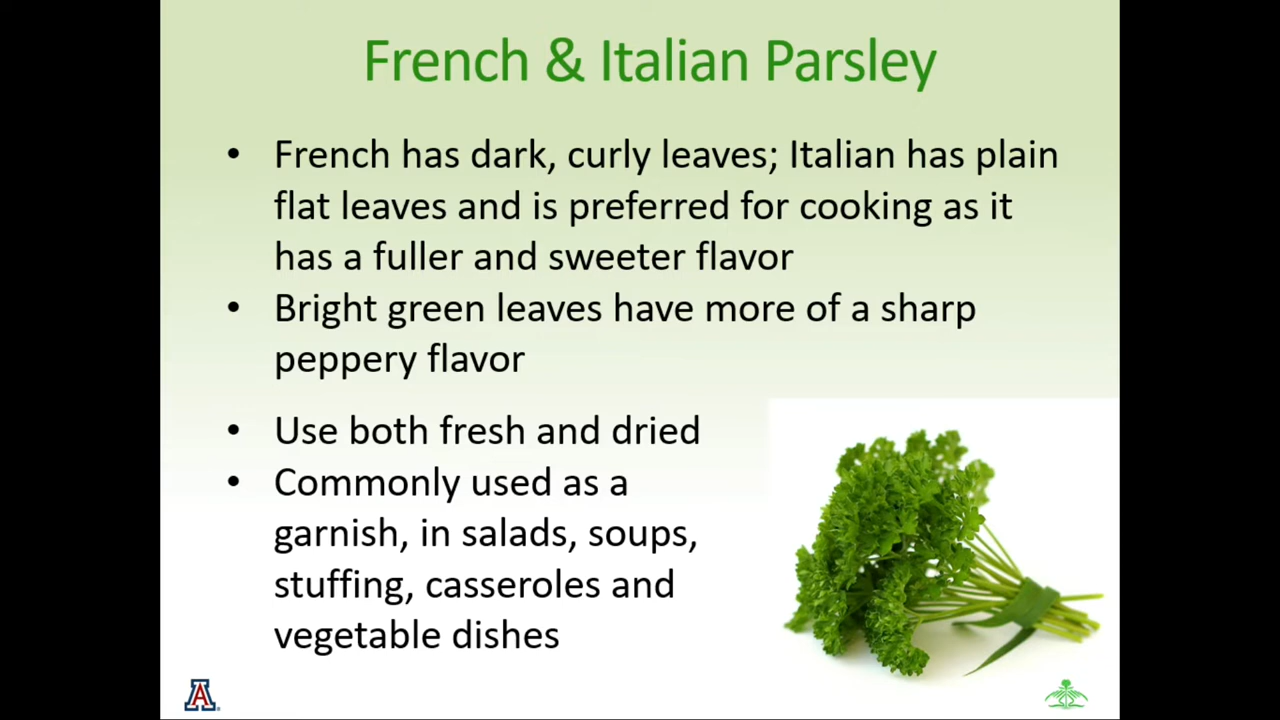 French & Italian Parsley
• French has dark, curly leaves; Italian has plain
flat leaves and is preferred for cooking as it
has a fuller and sweeter flavor
• Bright green leaves have more of a sharp
peppery flavor
• Use both fresh and dried
• Commonly used as a
garnish, in salads, soups,
stuffing, casseroles and
vegetable dishes
A